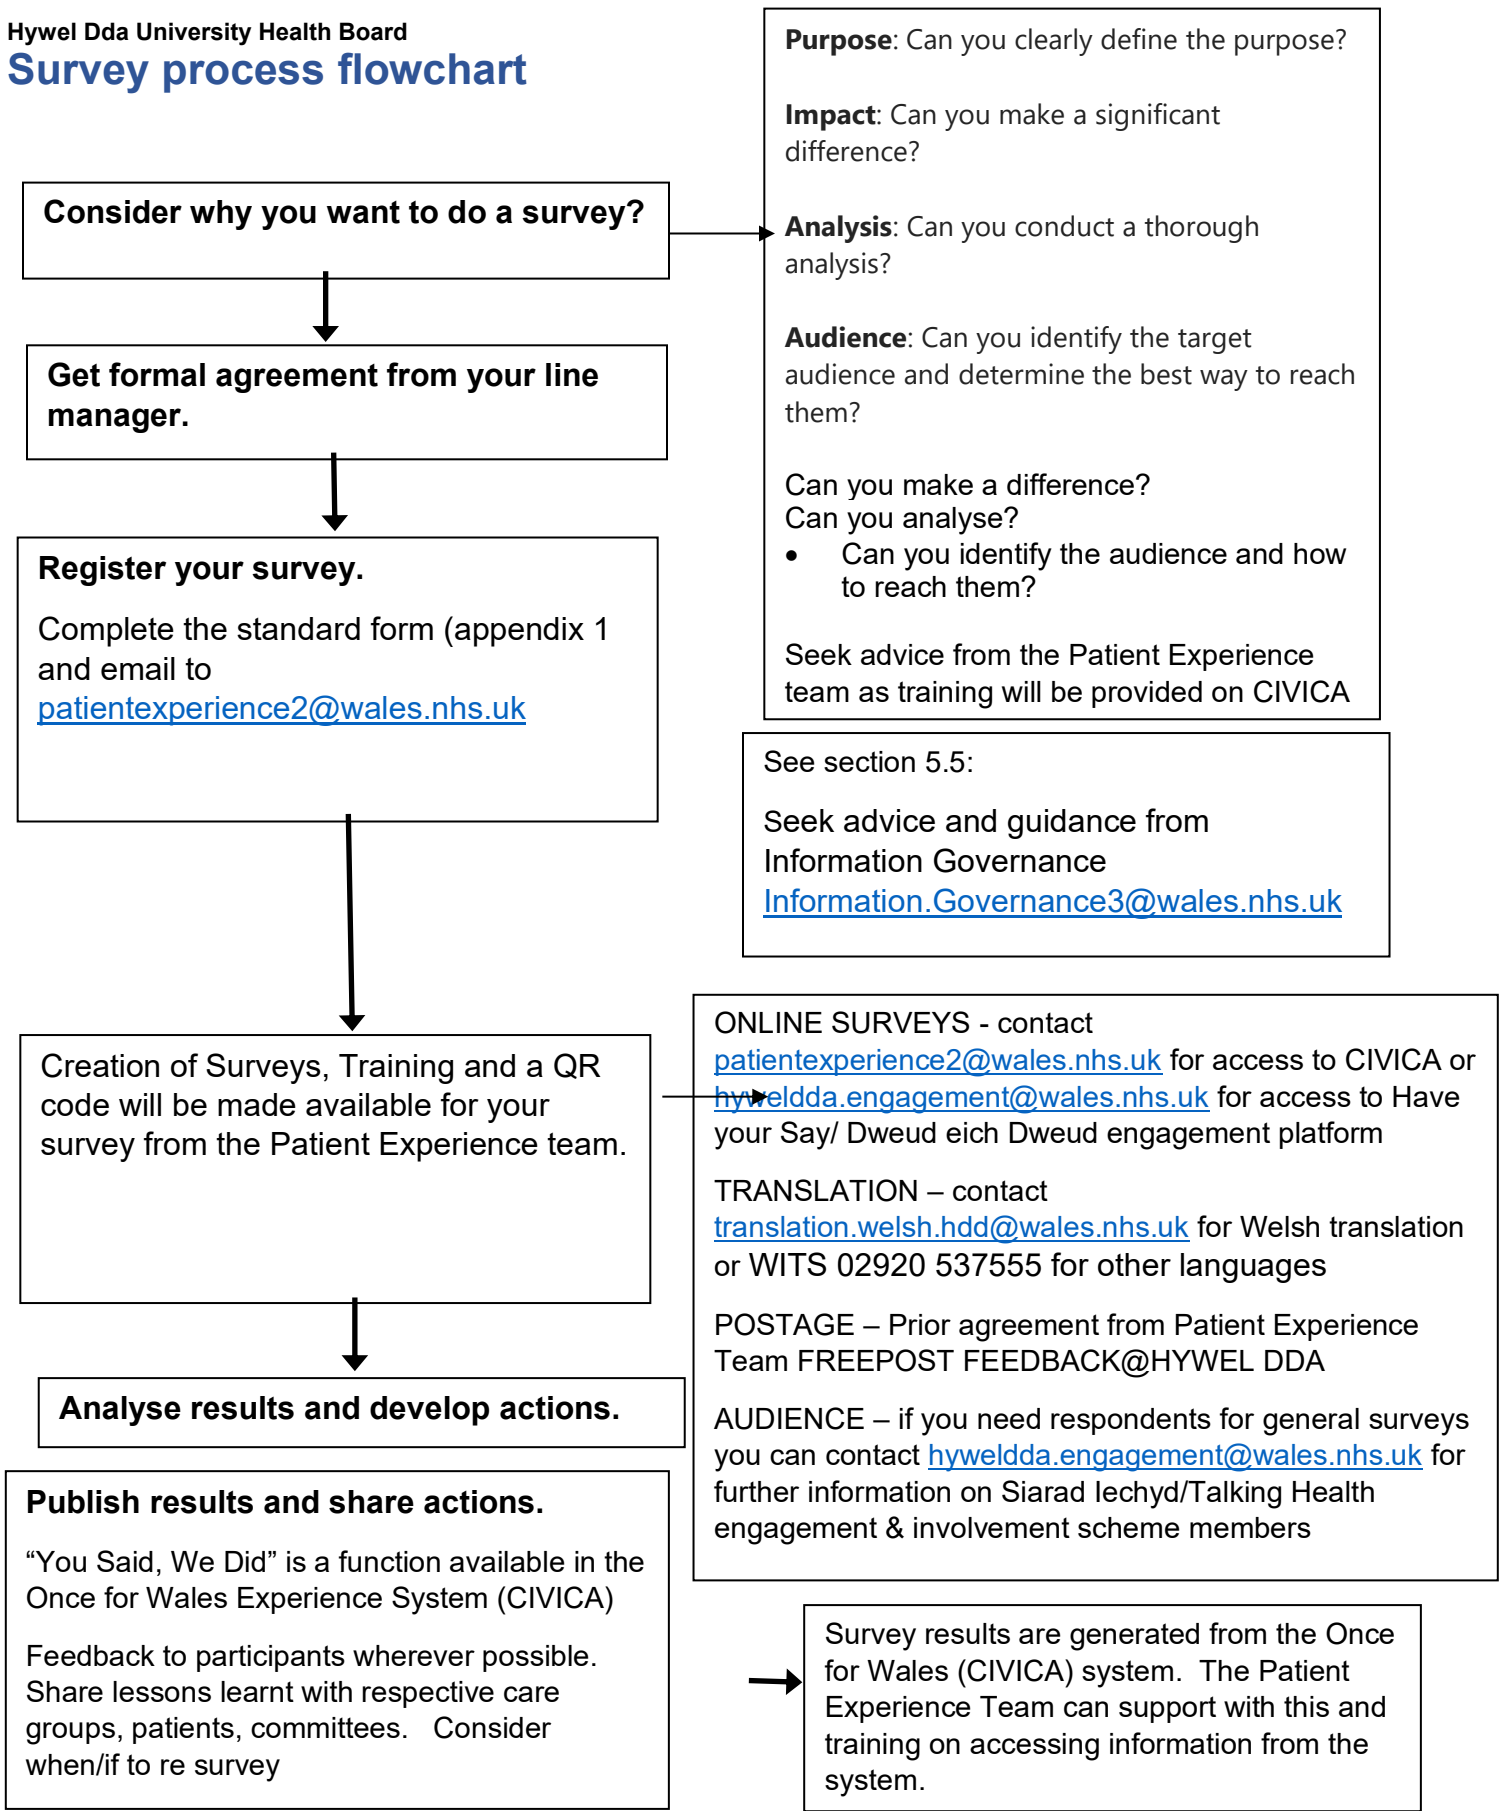 Hywel Dda University Health Board
Survey process flowchart
Consider why you want to do a survey?
Purpose: Can you clearly define the purpose?
Impact: Can you make a significant
difference?
Analysis: Can you conduct a thorough
analysis?
Audience: Can you identify the target
audience and determine the best way to reach
them?
Can you make a difference?
Can you analyse?
• Can you identify the audience and how
to reach them?
Seek advice from the Patient Experience
team as training will be provided on CIVICA
Get formal agreement from your line
manager.
Register your survey.
Complete the standard form (appendix 1
and email to
patientexperience2@wales.nhs.uk
See section 5.5:
Seek advice and guidance from
Information Governance
Information.Governance3@wales.nhs.uk
Creation of Surveys, Training and a QR
code will be made available for your
survey from the Patient Experience team.
ONLINE SURVEYS - contact
patientexperience2@wales.nhs.uk for access to CIVICA or
hyweldda.engagement@wales.nhs.uk for access to Have
your Say/ Dweud eich Dweud engagement platform
TRANSLATION – contact
translation.welsh.hdd@wales.nhs.uk for Welsh translation
or WITS 02920 537555 for other languages
POSTAGE – Prior agreement from Patient Experience
Team FREEPOST FEEDBACK@HYWEL DDA
AUDIENCE – if you need respondents for general surveys
you can contact hyweldda.engagement@wales.nhs.uk for
further information on Siarad Iechyd/Talking Health
engagement & involvement scheme members
Analyse results and develop actions.
Publish results and share actions.
“You Said, We Did” is a function available in the
Once for Wales Experience System (CIVICA)
Feedback to participants wherever possible.
Share lessons learnt with respective care
groups, patients, committees. Consider
when/if to re survey
Survey results are generated from the Once
for Wales (CIVICA) system. The Patient
Experience Team can support with this and
training on accessing information from the
system.